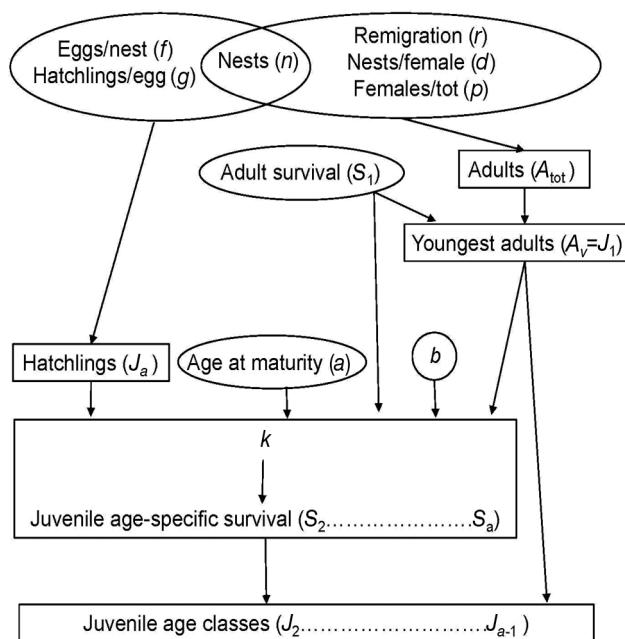 Eggs/nest (f)
Hatchlings/egg (g)
Nests (n)
Remigration (r)
Nests/female (d)
Females/tot (p)
Adult survival (S1)
Adults (Atot)
Youngest adults (Av=J1)
Hatchlings (Ja)
Age at maturity (a)
b
k
Juvenile age-specific survival (S2.........................Sa)
Juvenile age classes (J2..............................Ja-1)